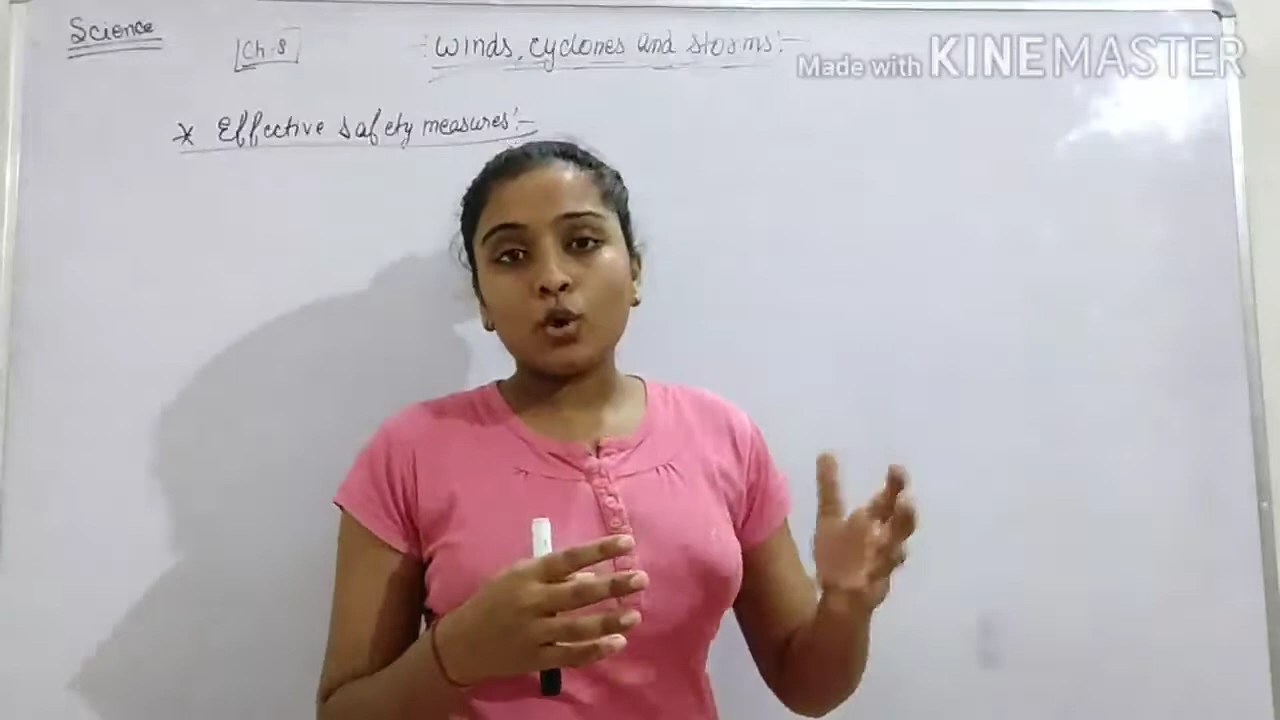 Science
Ch.8
:Winds, cyclones and storms:-
Made with KINEMASTER
* Effective safety measures:-